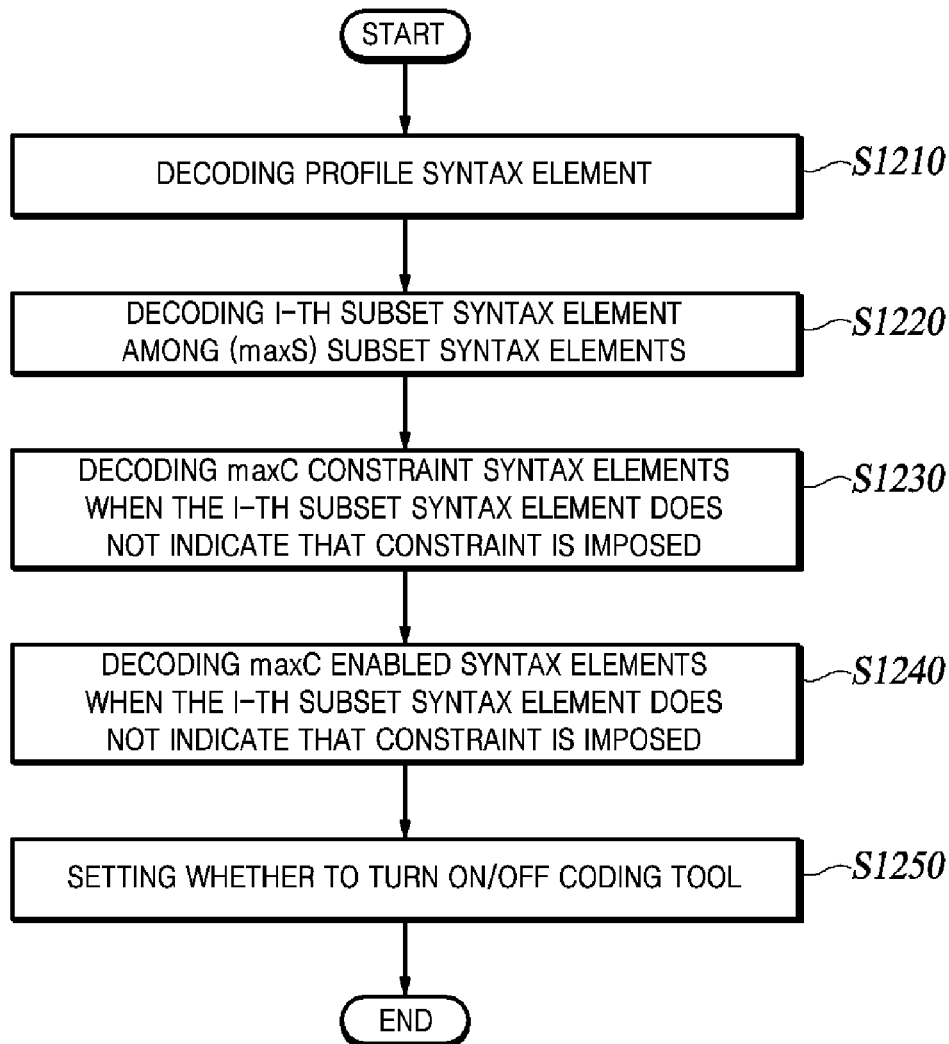 START
DECODING PROFILE SYNTAX ELEMENT
S1210
DECODING I-TH SUBSET SYNTAX ELEMENT
AMONG (maxS) SUBSET SYNTAX ELEMENTS
S1220
DECODING maxC CONSTRAINT SYNTAX ELEMENTS
WHEN THE I-TH SUBSET SYNTAX ELEMENT DOES
NOT INDICATE THAT CONSTRAINT IS IMPOSED
S1230
DECODING maxC ENABLED SYNTAX ELEMENTS
WHEN THE I-TH SUBSET SYNTAX ELEMENT DOES
NOT INDICATE THAT CONSTRAINT IS IMPOSED
S1240
SETTING WHETHER TO TURN ON/OFF CODING TOOL
S1250
END